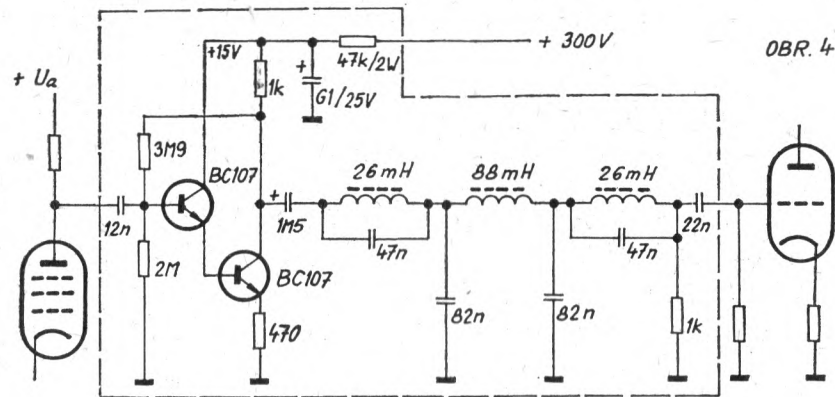 + 300V
OBR. 4
+ Ua
+15V
47k/2W
1k
+
G1/25V
3M9
BC107
26mH
88mH
26mH
+
1M5
12n
47n
47n
22n
2M
BC107
82n
82n
1k
470